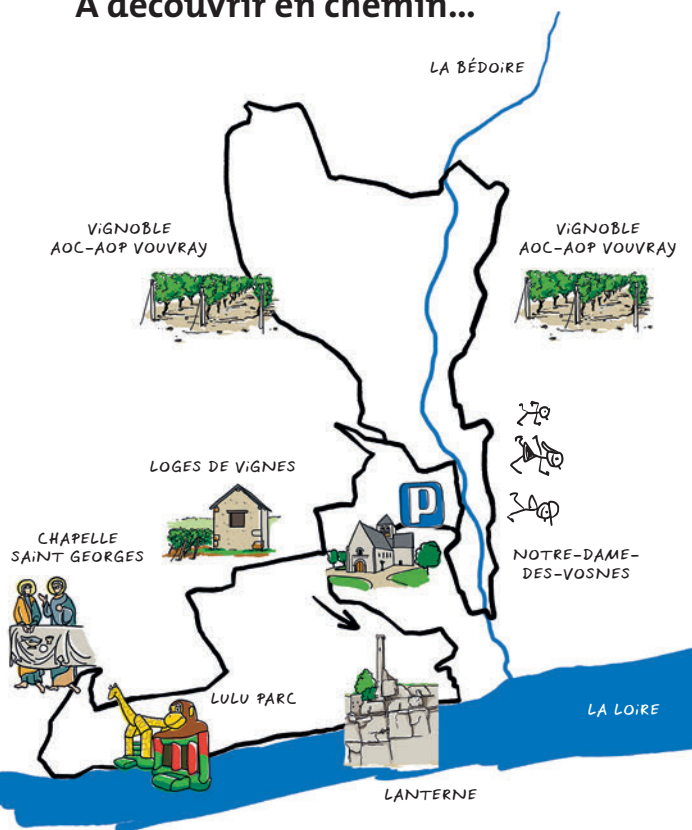 À découvrir en chemin...
LA BÉDOIRE
VIGNOBLE
AOC-AOP VOUVRAY
VIGNOBLE
AOC-AOP VOUVRAY
LOGES DE VIGNES
P
CHAPELLE
SAINT GEORGES
NOTRE-DAME-
DES-VOSNES
LULU PARC
LA LOIRE
LANTERNE